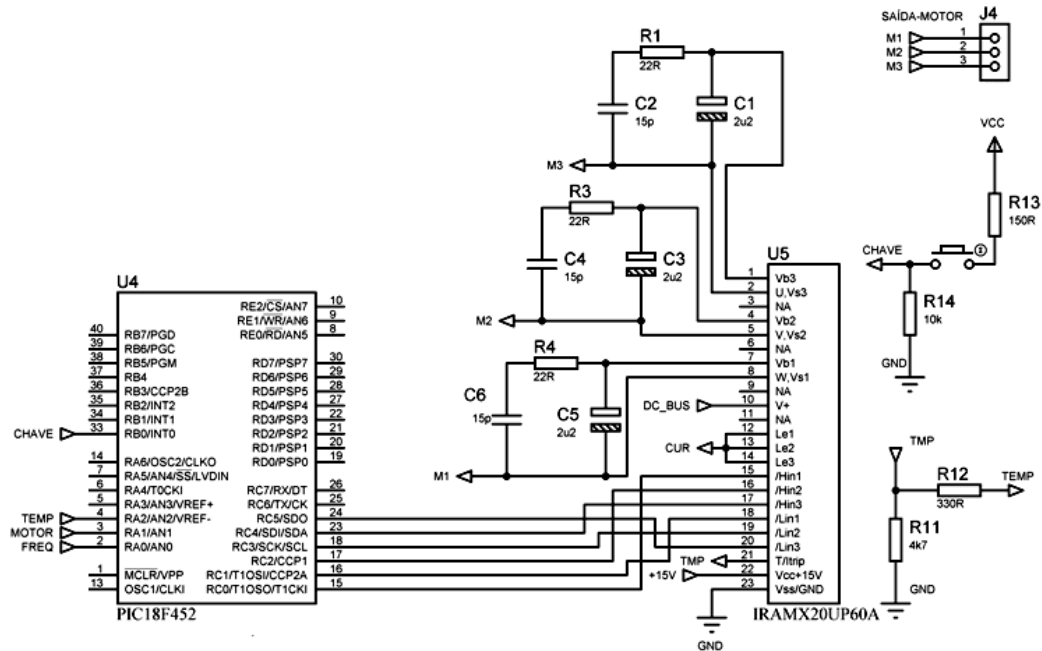 SAÍDA-MOTOR J4
M1 1
M2 2
M3 3
R1
22R
C2
15p
C1
2u2
M3
VCC
R13
150R
R3
22R
C4
15p
C3
2u2
M2
CHAVE
R14
10k
GND
U5
1 Vb3
2 U,Vs3
3 NA
4 Vb2
5 V,Vs2
6 NA
7 Vb1
8 W,Vs1
9 NA
DC_BUS 10 V+
11 NA
12 Le1
CUR 13 Le2
14 Le3
15 /Hin1
16 /Hin2
17 /Hin3
18 /Lin1
19 /Lin2
20 /Lin3
TMP 21 T/Itrip
+15V 22 Vcc+15V
23 Vss/GND
IRAMX20UP60A
GND
R4
22R
C6
15p
C5
2u2
M1
U4
RE2/CS/AN7 10
RE1/WR/AN6 9
RE0/RD/AN5 8
40 RB7/PGD
39 RB6/PGC
38 RB5/PGM RD7/PSP7 30
37 RB4 RD6/PSP6 29
36 RB3/CCP2B RD5/PSP5 28
35 RB2/INT2 RD4/PSP4 27
34 RB1/INT1 RD3/PSP3 22
CHAVE 33 RB0/INT0 RD2/PSP2 21
RD1/PSP1 20
14 RA6/OSC2/CLKO RD0/PSP0 19
7 RA5/AN4/SS/LVDIN
6 RA4/T0CKI RC7/RX/DT 26
5 RA3/AN3/VREF+ RC6/TX/CK 25
TEMP 4 RA2/AN2/VREF- RC5/SDO 24
MOTOR 3 RA1/AN1 RC4/SDI/SDA 23
FREQ 2 RA0/AN0 RC3/SCK/SCL 18
RC2/CCP1 17
1 MCLR/VPP RC1/T1OSI/CCP2A 16
13 OSC1/CLKI RC0/T1OSO/T1CKI 15
PIC18F452
TMP
R12
330R
TEMP
R11
4k7
GND